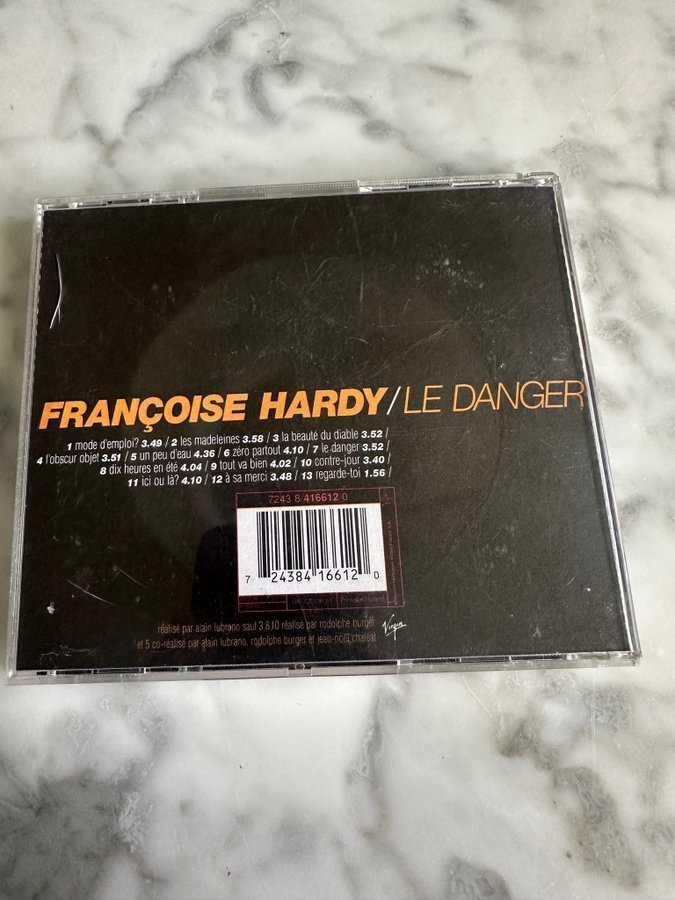 FRANÇOISE HARDY/LE DANGER
1 mode d'emploi? 3.49 / 2 les madeleines 3.58 / 3 la beauté du diable 3.52 /
4 l'obscur objet 3.51 / 5 un peu d'eau 4.36 / 6 zéro partout 4.10 / 7 le danger 3.52 /
8 dix heures en été 4.04 / 9 tout va bien 4.02 / 10 contre-jour 3.40 /
11 ici ou là? 4.10 / 12 à sa merci 3.48 / 13 regarde-toi 1.56 /
7243 8 416612 0
7 24384 16612 0
réalisé par alain lubrano sauf 3.8.10 réalisé par rodolphe burger
et 5 co-réalisé par alain lubrano, rodolphe burger et jean-noël chaléat
Virgin